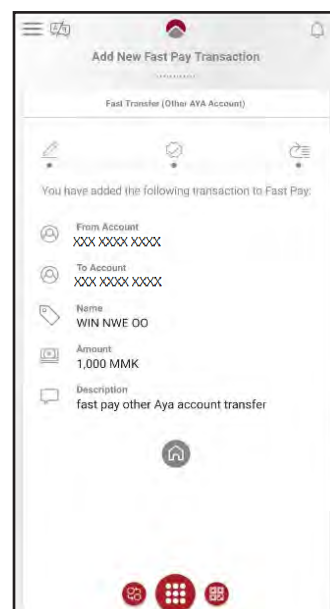 Add New Fast Pay Transaction
Fast Transfer (Other AYA Account)
You have added the following transaction to Fast Pay:
From Account
XXX XXXX XXXX
To Account
XXX XXXX XXXX
Name
WIN NWE OO
Amount
1,000 MMK
Description
fast pay other Aya account transfer